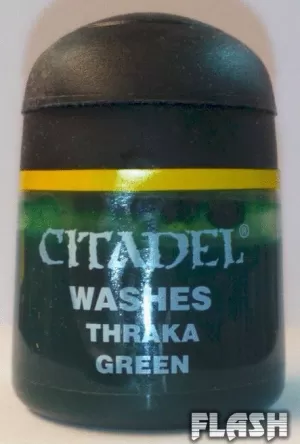 CITADEL®
WASHES
THRAKA
GREEN
FLASH